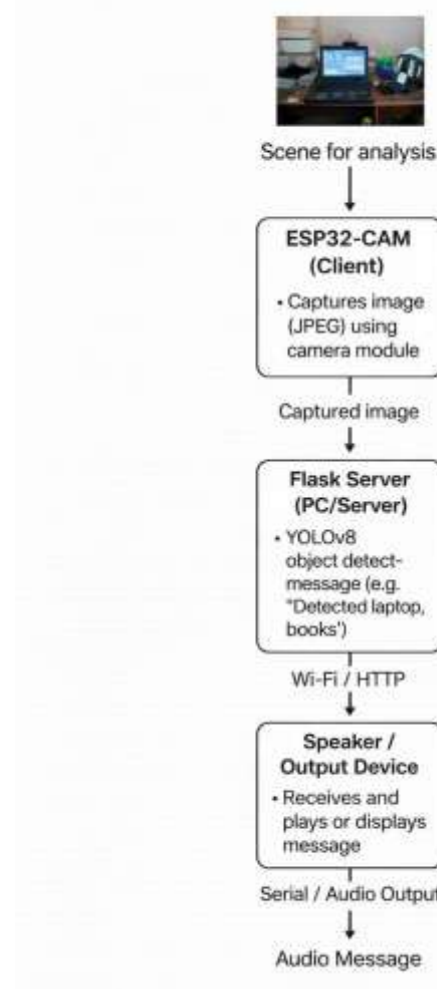 Scene for analysis
ESP32-CAM
(Client)
• Captures image
(JPEG) using
camera module
Captured image
Flask Server
(PC/Server)
• YOLOv8
object detect-
message (e.g.
"Detected laptop,
books')
Wi-Fi / HTTP
Speaker /
Output Device
• Receives and
plays or displays
message
Serial / Audio Output
Audio Message